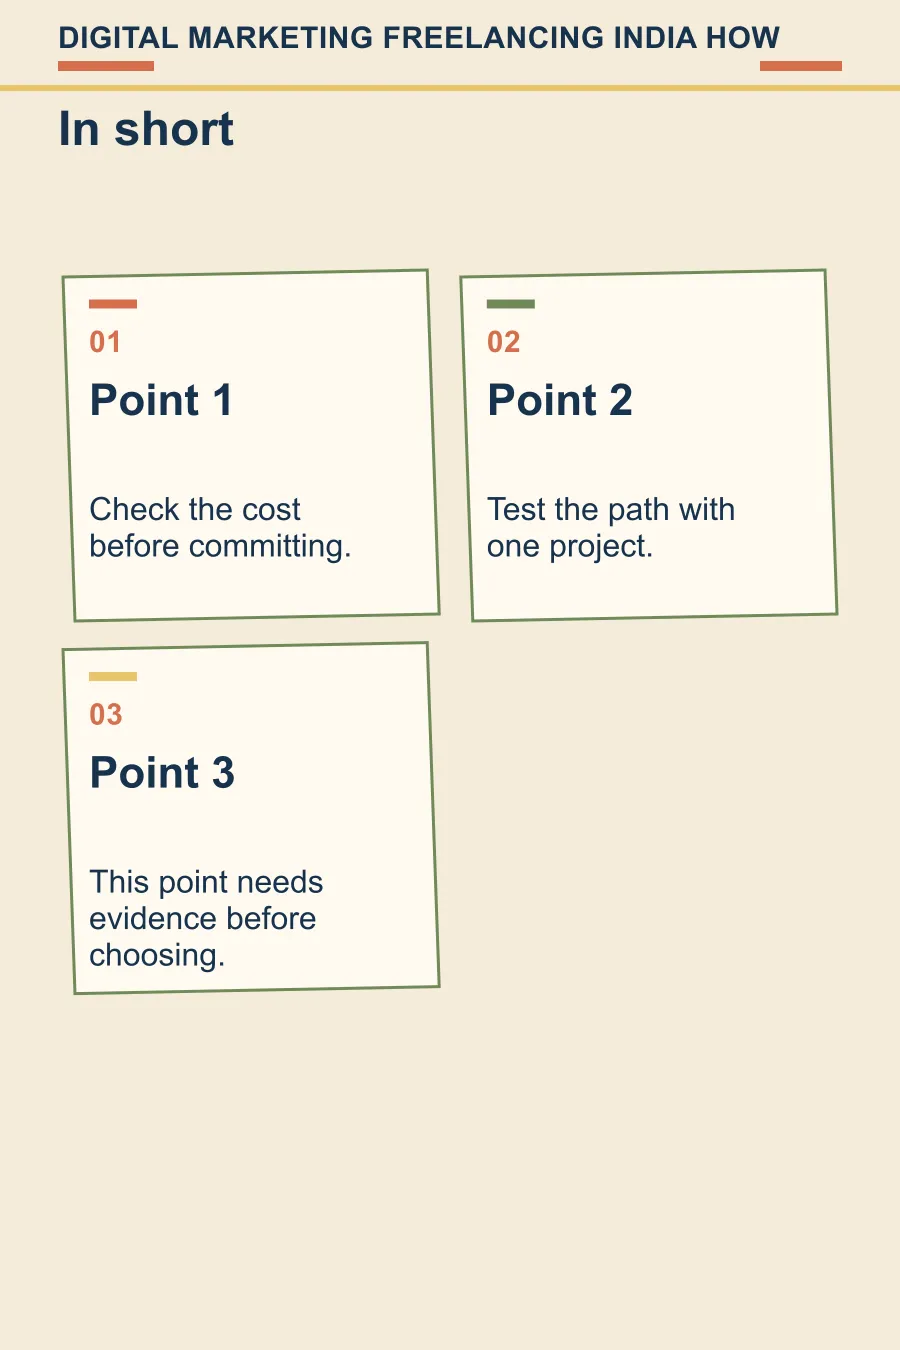 DIGITAL MARKETING FREELANCING INDIA HOW
In short
01
Point 1
Check the cost
before committing.
02
Point 2
Test the path with
one project.
03
Point 3
This point needs
evidence before
choosing.